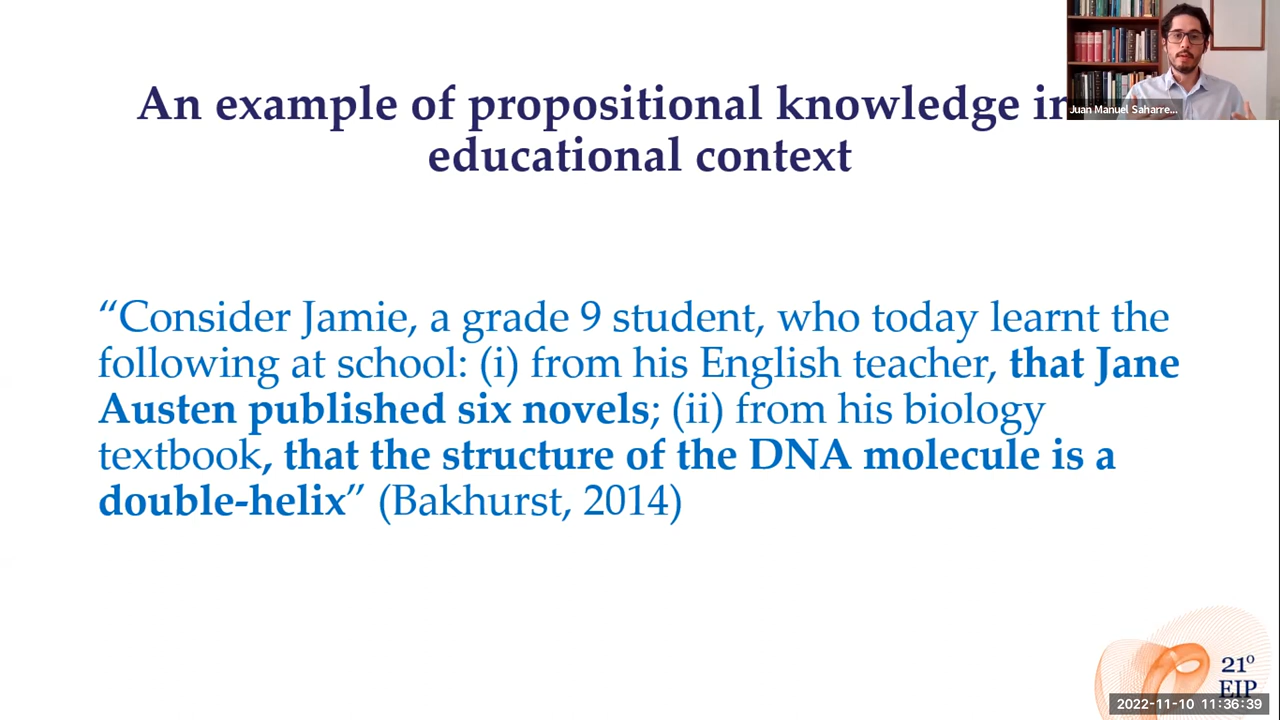 An example of propositional knowledge in
educational context
Juan Manuel Saharre...
“Consider Jamie, a grade 9 student, who today learnt the
following at school: (i) from his English teacher, that Jane
Austen published six novels; (ii) from his biology
textbook, that the structure of the DNA molecule is a
double-helix” (Bakhurst, 2014)
21º
EIP
2022-11-10 11:36:39